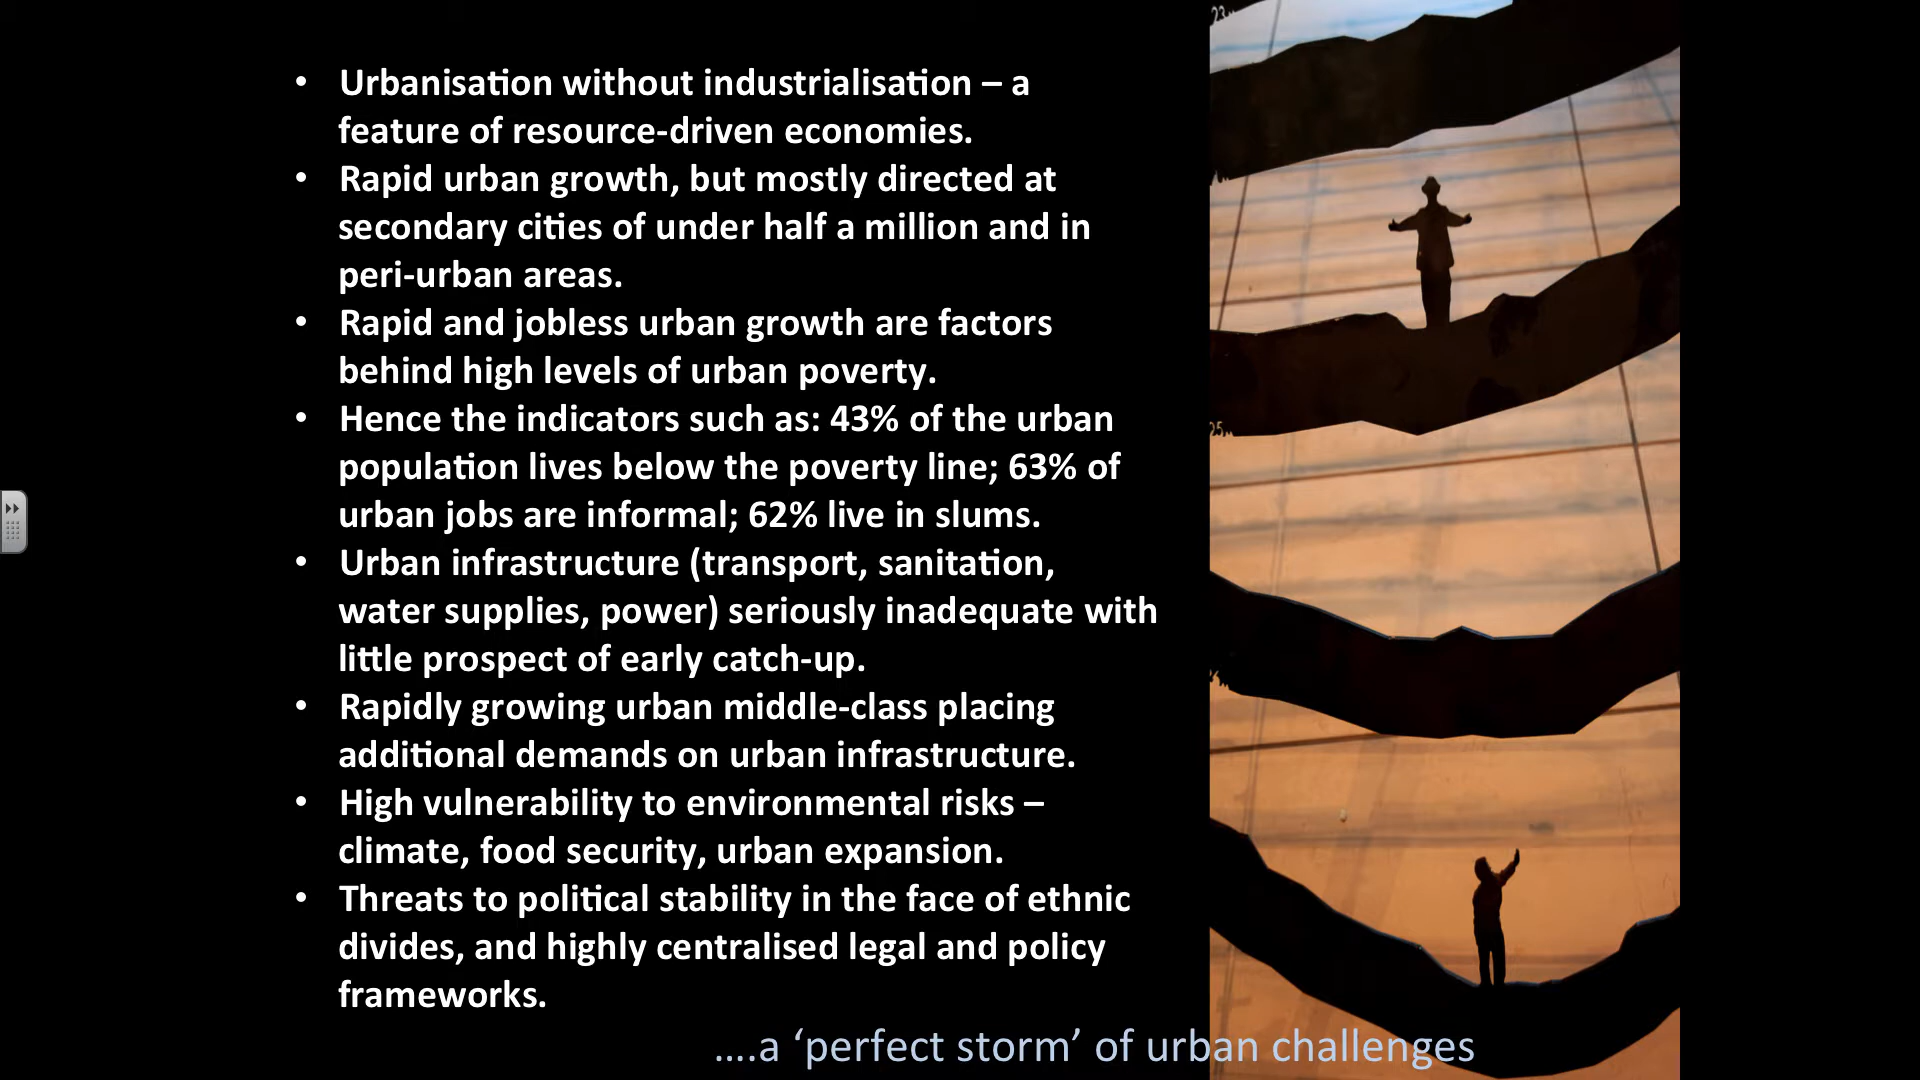 23
• Urbanisation without industrialisation – a
feature of resource-driven economies.
• Rapid urban growth, but mostly directed at
secondary cities of under half a million and in
peri-urban areas.
• Rapid and jobless urban growth are factors
behind high levels of urban poverty.
• Hence the indicators such as: 43% of the urban
population lives below the poverty line; 63% of
urban jobs are informal; 62% live in slums.
25
• Urban infrastructure (transport, sanitation,
water supplies, power) seriously inadequate with
little prospect of early catch-up.
• Rapidly growing urban middle-class placing
additional demands on urban infrastructure.
• High vulnerability to environmental risks –
climate, food security, urban expansion.
• Threats to political stability in the face of ethnic
divides, and highly centralised legal and policy
frameworks.
....a ‘perfect storm’ of urban challenges